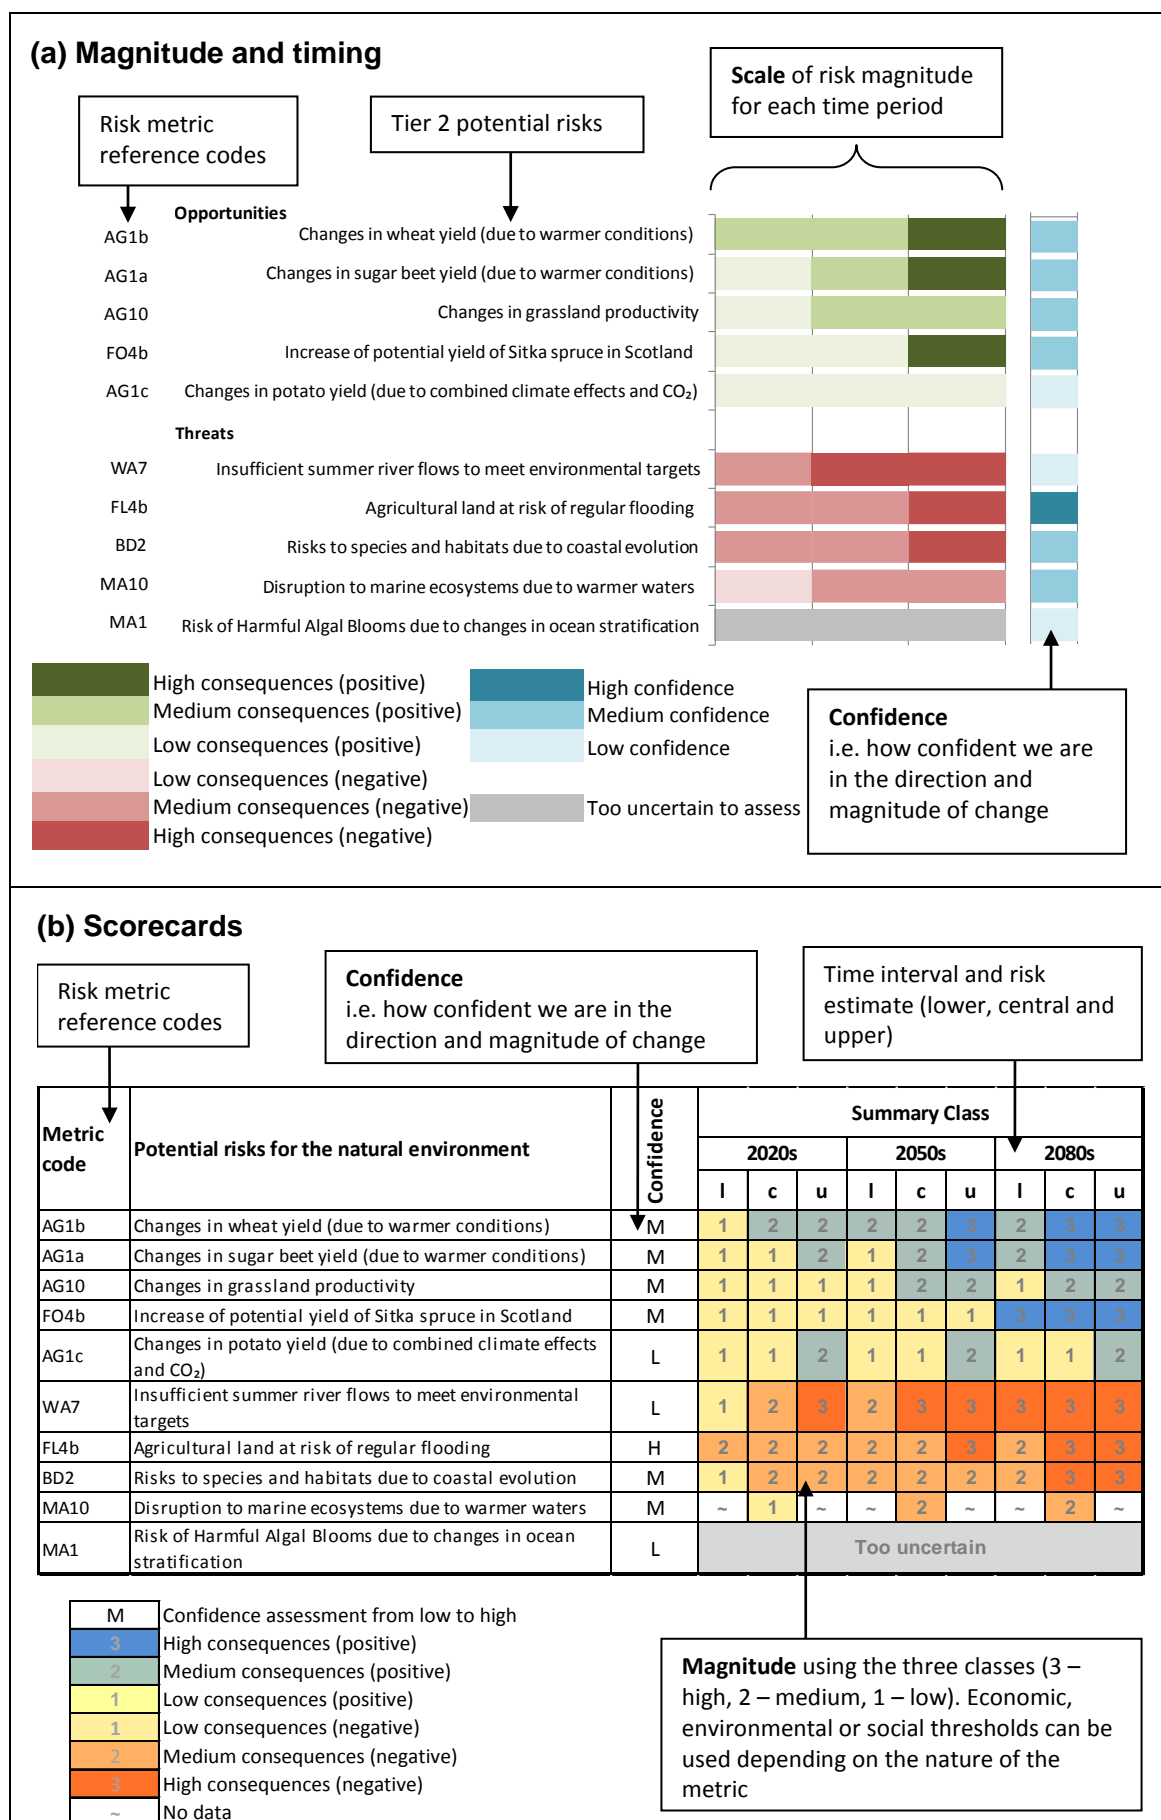 (a) Magnitude and timing
Risk metric
reference codes
Tier 2 potential risks
Scale of risk magnitude
for each time period
Opportunities
AG1b Changes in wheat yield (due to warmer conditions)
AG1a Changes in sugar beet yield (due to warmer conditions)
AG10 Changes in grassland productivity
FO4b Increase of potential yield of Sitka spruce in Scotland
AG1c Changes in potato yield (due to combined climate effects and CO₂)
Threats
WA7 Insufficient summer river flows to meet environmental targets
FL4b Agricultural land at risk of regular flooding
BD2 Risks to species and habitats due to coastal evolution
MA10 Disruption to marine ecosystems due to warmer waters
MA1 Risk of Harmful Algal Blooms due to changes in ocean stratification
High consequences (positive)
Medium consequences (positive)
Low consequences (positive)
Low consequences (negative)
Medium consequences (negative)
High consequences (negative)
High confidence
Medium confidence
Low confidence
Too uncertain to assess
Confidence
i.e. how confident we are
in the direction and
magnitude of change
(b) Scorecards
Risk metric
reference codes
Confidence
i.e. how confident we are in the
direction and magnitude of change
Time interval and risk
estimate (lower, central and
upper)
Metric
code
Potential risks for the natural environment
Confidence
Summary Class
2020s 2050s 2080s
l c u l c u l c u
AG1b Changes in wheat yield (due to warmer conditions) M 1 2 2 2 2 3 2 3 3
AG1a Changes in sugar beet yield (due to warmer conditions) M 1 1 2 1 2 3 2 3 3
AG10 Changes in grassland productivity M 1 1 1 1 2 2 1 2 2
FO4b Increase of potential yield of Sitka spruce in Scotland M 1 1 1 1 1 1 3 3 3
AG1c Changes in potato yield (due to combined climate effects
and CO₂) L 1 1 2 1 1 2 1 1 2
WA7 Insufficient summer river flows to meet environmental
targets L 1 2 3 2 3 3 3 3 3
FL4b Agricultural land at risk of regular flooding H 2 2 2 2 2 3 2 3 3
BD2 Risks to species and habitats due to coastal evolution M 1 2 2 2 2 2 2 3 3
MA10 Disruption to marine ecosystems due to warmer waters M ~ 1 ~ ~ 2 ~ ~ 2 ~
MA1 Risk of Harmful Algal Blooms due to changes in ocean
stratification L Too uncertain
M Confidence assessment from low to high
3 High consequences (positive)
2 Medium consequences (positive)
1 Low consequences (positive)
1 Low consequences (negative)
2 Medium consequences (negative)
3 High consequences (negative)
~ No data
Magnitude using the three classes (3 –
high, 2 – medium, 1 – low). Economic,
environmental or social thresholds can be
used depending on the nature of the
metric